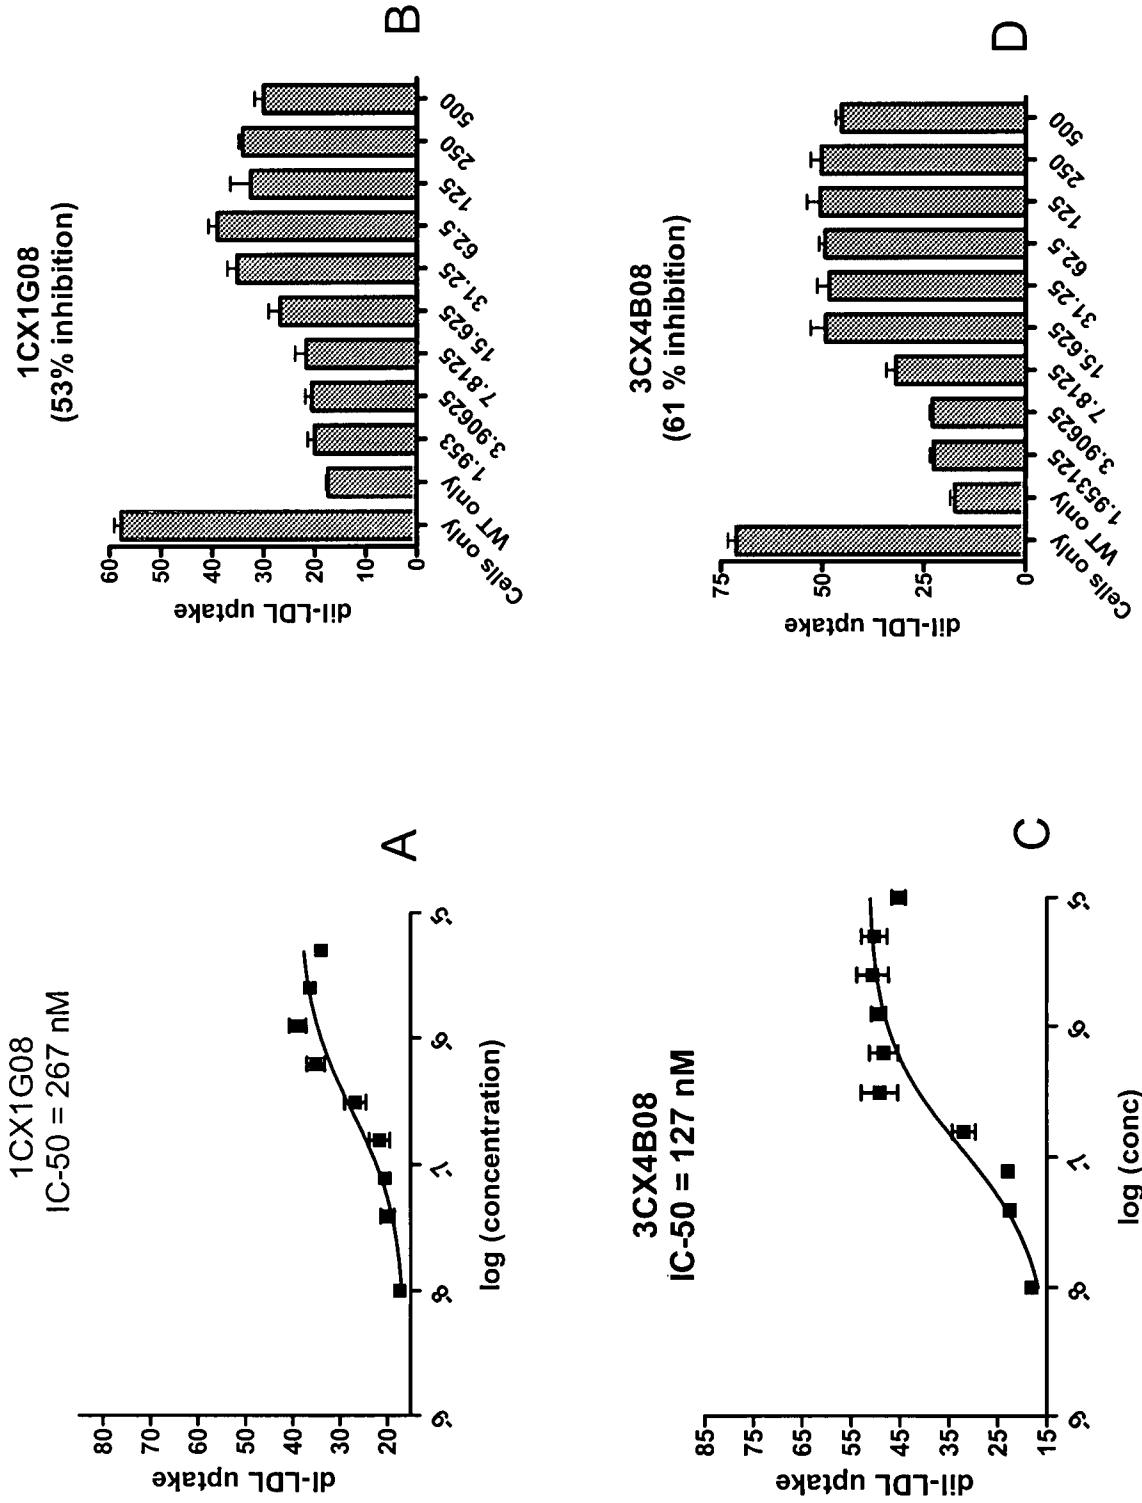 1CX1G08
IC-50 = 267 nM
dI-LDL uptake
80
70
60
50
40
30
20
-9
-8
-7
-6
-5
log (concentration)
A
1CX1G08
(53% inhibition)
dil-LDL uptake
60
50
40
30
20
10
0
Cells only
WT only
1.953
3.90625
7.8125
15.625
31.25
62.5
125
250
500
B
3CX4B08
IC-50 = 127 nM
dil-LDL uptake
85
75
65
55
45
35
25
15
-9
-8
-7
-6
-5
log (conc)
C
3CX4B08
(61 % inhibition)
dil-LDL uptake
75
50
25
0
Cells only
WT only
1.953125
3.90625
7.8125
15.625
31.25
62.5
125
250
500
D